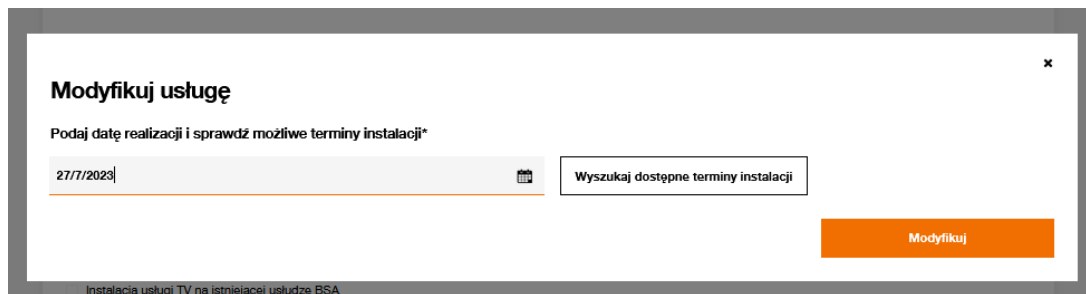 ×
Modyfikuj usługę
Podaj datę realizacji i sprawdź możliwe terminy instalacji*
27/7/2023
Wyszukaj dostępne terminy instalacji
Modyfikuj
Instalacja usługi TV na istniejącej usłudze BSA